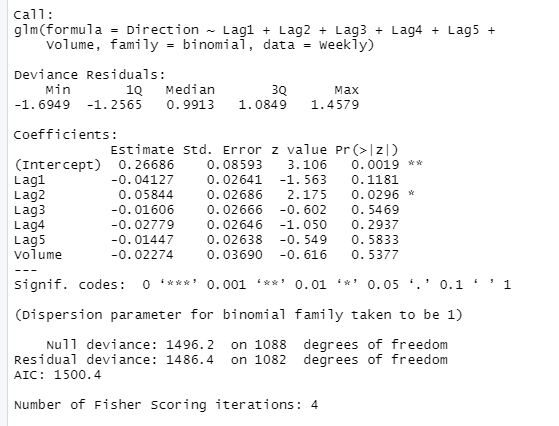 Call:
glm(formula = Direction ~ Lag1 + Lag2 + Lag3 + Lag4 + Lag5 +
    Volume, family = binomial, data = Weekly)

Deviance Residuals:
    Min       1Q   Median       3Q      Max
-1.6949  -1.2565   0.9913   1.0849   1.4579

Coefficients:
            Estimate Std. Error z value Pr(>|z|)
(Intercept)  0.26686    0.08593   3.106   0.0019 **
Lag1        -0.04127    0.02641  -1.563   0.1181
Lag2         0.05844    0.02686   2.175   0.0296 *
Lag3        -0.01606    0.02666  -0.602   0.5469
Lag4        -0.02779    0.02646  -1.050   0.2937
Lag5        -0.01447    0.02638  -0.549   0.5833
Volume      -0.02274    0.03690  -0.616   0.5377
---
Signif. codes:  0 ‘***’ 0.001 ‘**’ 0.01 ‘*’ 0.05 ‘.’ 0.1 ‘ ’ 1

(Dispersion parameter for binomial family taken to be 1)

    Null deviance: 1496.2  on 1088  degrees of freedom
Residual deviance: 1486.4  on 1082  degrees of freedom
AIC: 1500.4

Number of Fisher Scoring iterations: 4